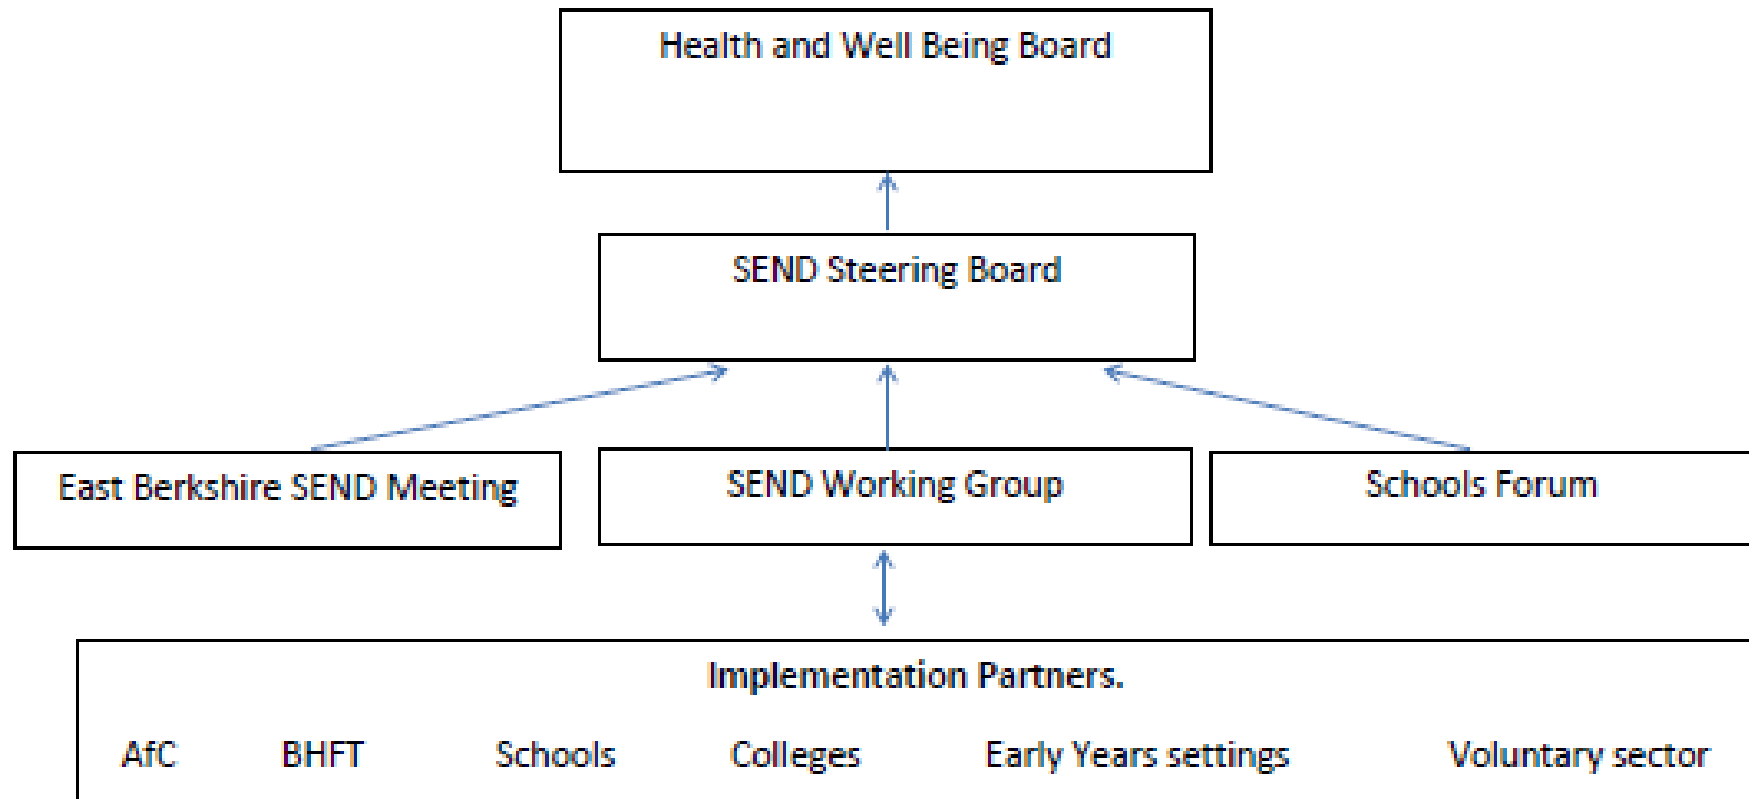 Health and Well Being Board
SEND Steering Board
East Berkshire SEND Meeting
SEND Working Group
Schools Forum
Implementation Partners.
AfC BHFT Schools Colleges Early Years settings Voluntary sector